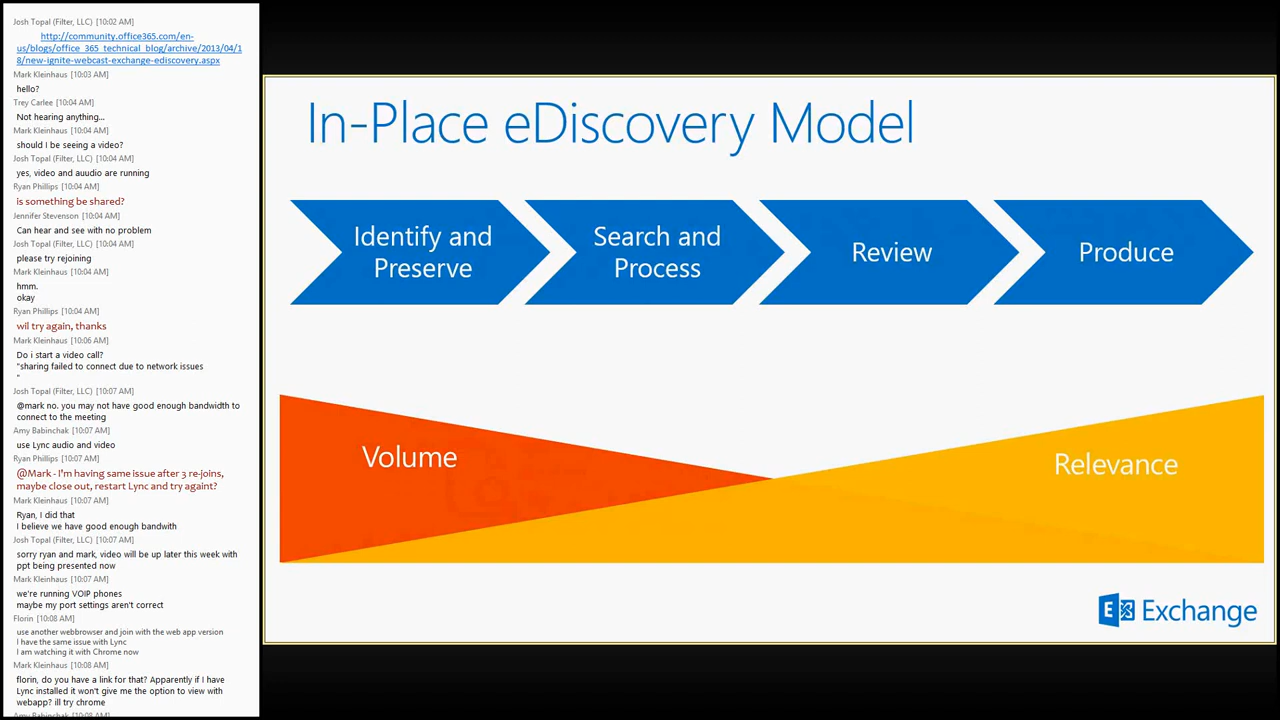 Josh Topal (Filter, LLC) [10:02 AM]
http://community.office365.com/en-
us/blogs/office_365_technical_blog/archive/2013/04/1
8/new-ignite-webcast-exchange-ediscovery.aspx
Mark Kleinhaus [10:03 AM]
hello?
Trey Carlee [10:04 AM]
Not hearing anything...
Mark Kleinhaus [10:04 AM]
should I be seeing a video?
Josh Topal (Filter, LLC) [10:04 AM]
yes, video and auudio are running
Ryan Phillips [10:04 AM]
is something be shared?
Jennifer Stevenson [10:04 AM]
Can hear and see with no problem
Josh Topal (Filter, LLC) [10:04 AM]
please try rejoining
Mark Kleinhaus [10:04 AM]
hmm.
okay
Ryan Phillips [10:04 AM]
wil try again, thanks
Mark Kleinhaus [10:06 AM]
Do i start a video call?
"sharing failed to connect due to network issues
"
Josh Topal (Filter, LLC) [10:07 AM]
@mark no. you may not have good enough bandwidth to
connect to the meeting
Amy Babinchak [10:07 AM]
use Lync audio and video
Ryan Phillips [10:07 AM]
@Mark - I'm having same issue after 3 re-joins,
maybe close out, restart Lync and try againt?
Mark Kleinhaus [10:07 AM]
Ryan, I did that
I believe we have good enough bandwith
Josh Topal (Filter, LLC) [10:07 AM]
sorry ryan and mark, video will be up later this week with
ppt being presented now
Mark Kleinhaus [10:07 AM]
we're running VOIP phones
maybe my port settings aren't correct
Florin [10:08 AM]
use another webbrowser and join with the web app version
I have the same issue with Lync
I am watching it with Chrome now
Mark Kleinhaus [10:08 AM]
florin, do you have a link for that? Apparently if I have
Lync installed it won't give me the option to view with
webapp? ill try chrome
Amy Babinchak [10:08 AM]
In-Place eDiscovery Model
Identify and
Preserve
Search and
Process
Review
Produce
Volume
Relevance
Exchange